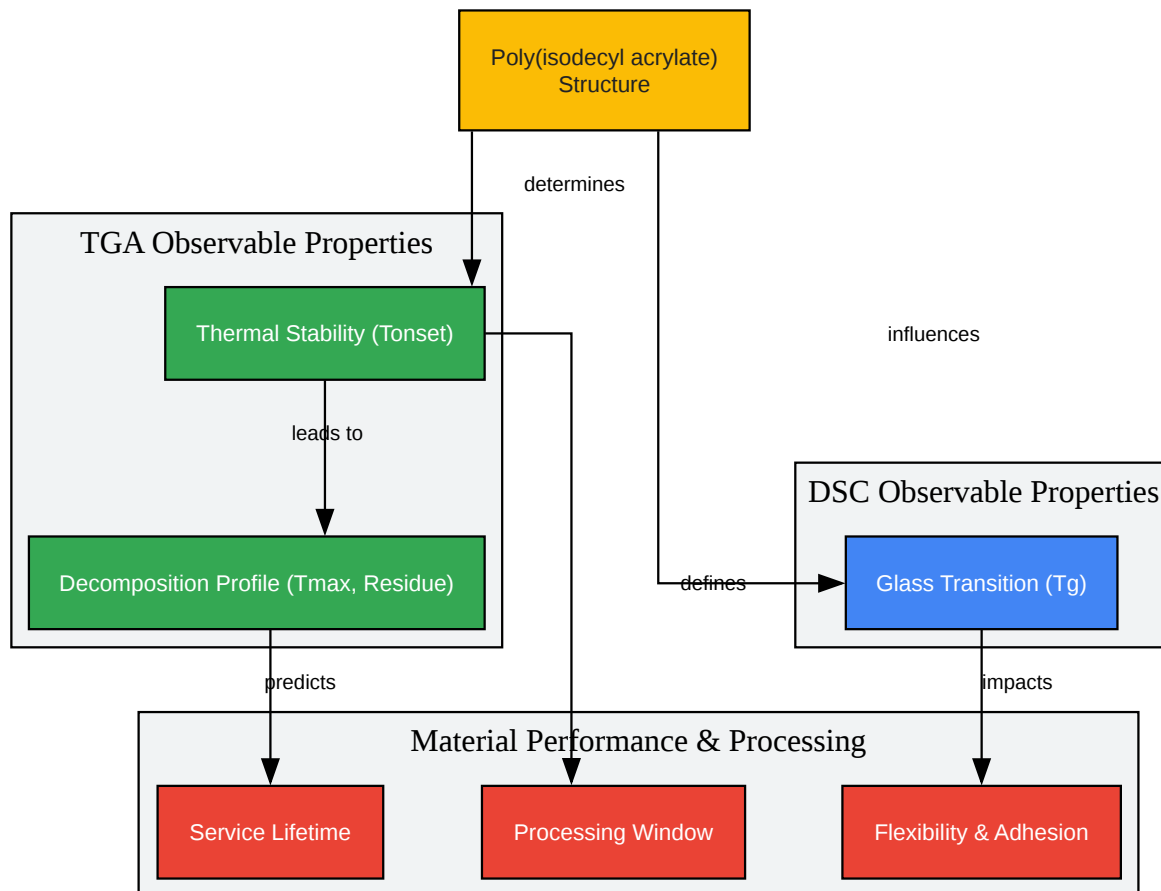 Poly(isodecyl acrylate)
Structure
determines
TGA Observable Properties
Thermal Stability (Tonset)
influences
leads to
DSC Observable Properties
Decomposition Profile (Tmax, Residue)
defines
Glass Transition (Tg)
predicts
impacts
Material Performance & Processing
Service Lifetime
Processing Window
Flexibility & Adhesion